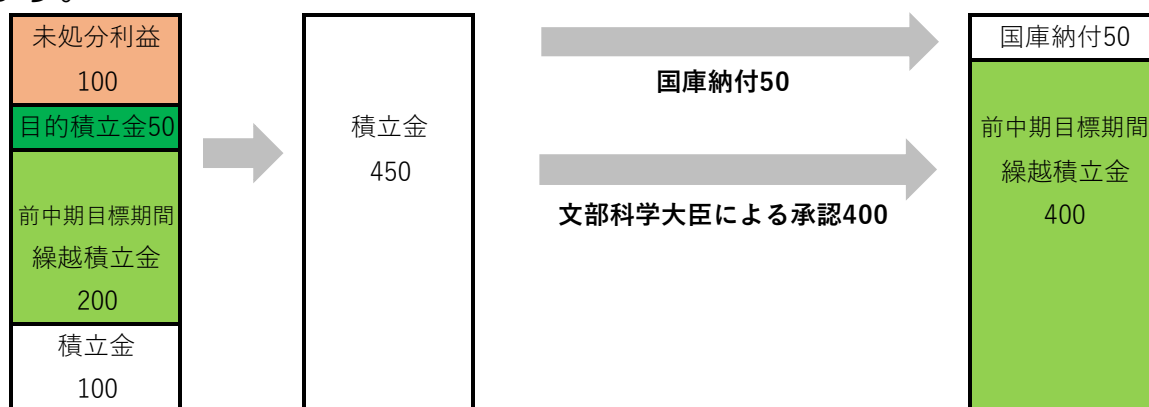 未処分利益
100
目的積立金50
前中期目標期間
繰越積立金
200
積立金
100
積立金
450
国庫納付50
文部科学大臣による承認400
国庫納付50
前中期目標期間
繰越積立金
400